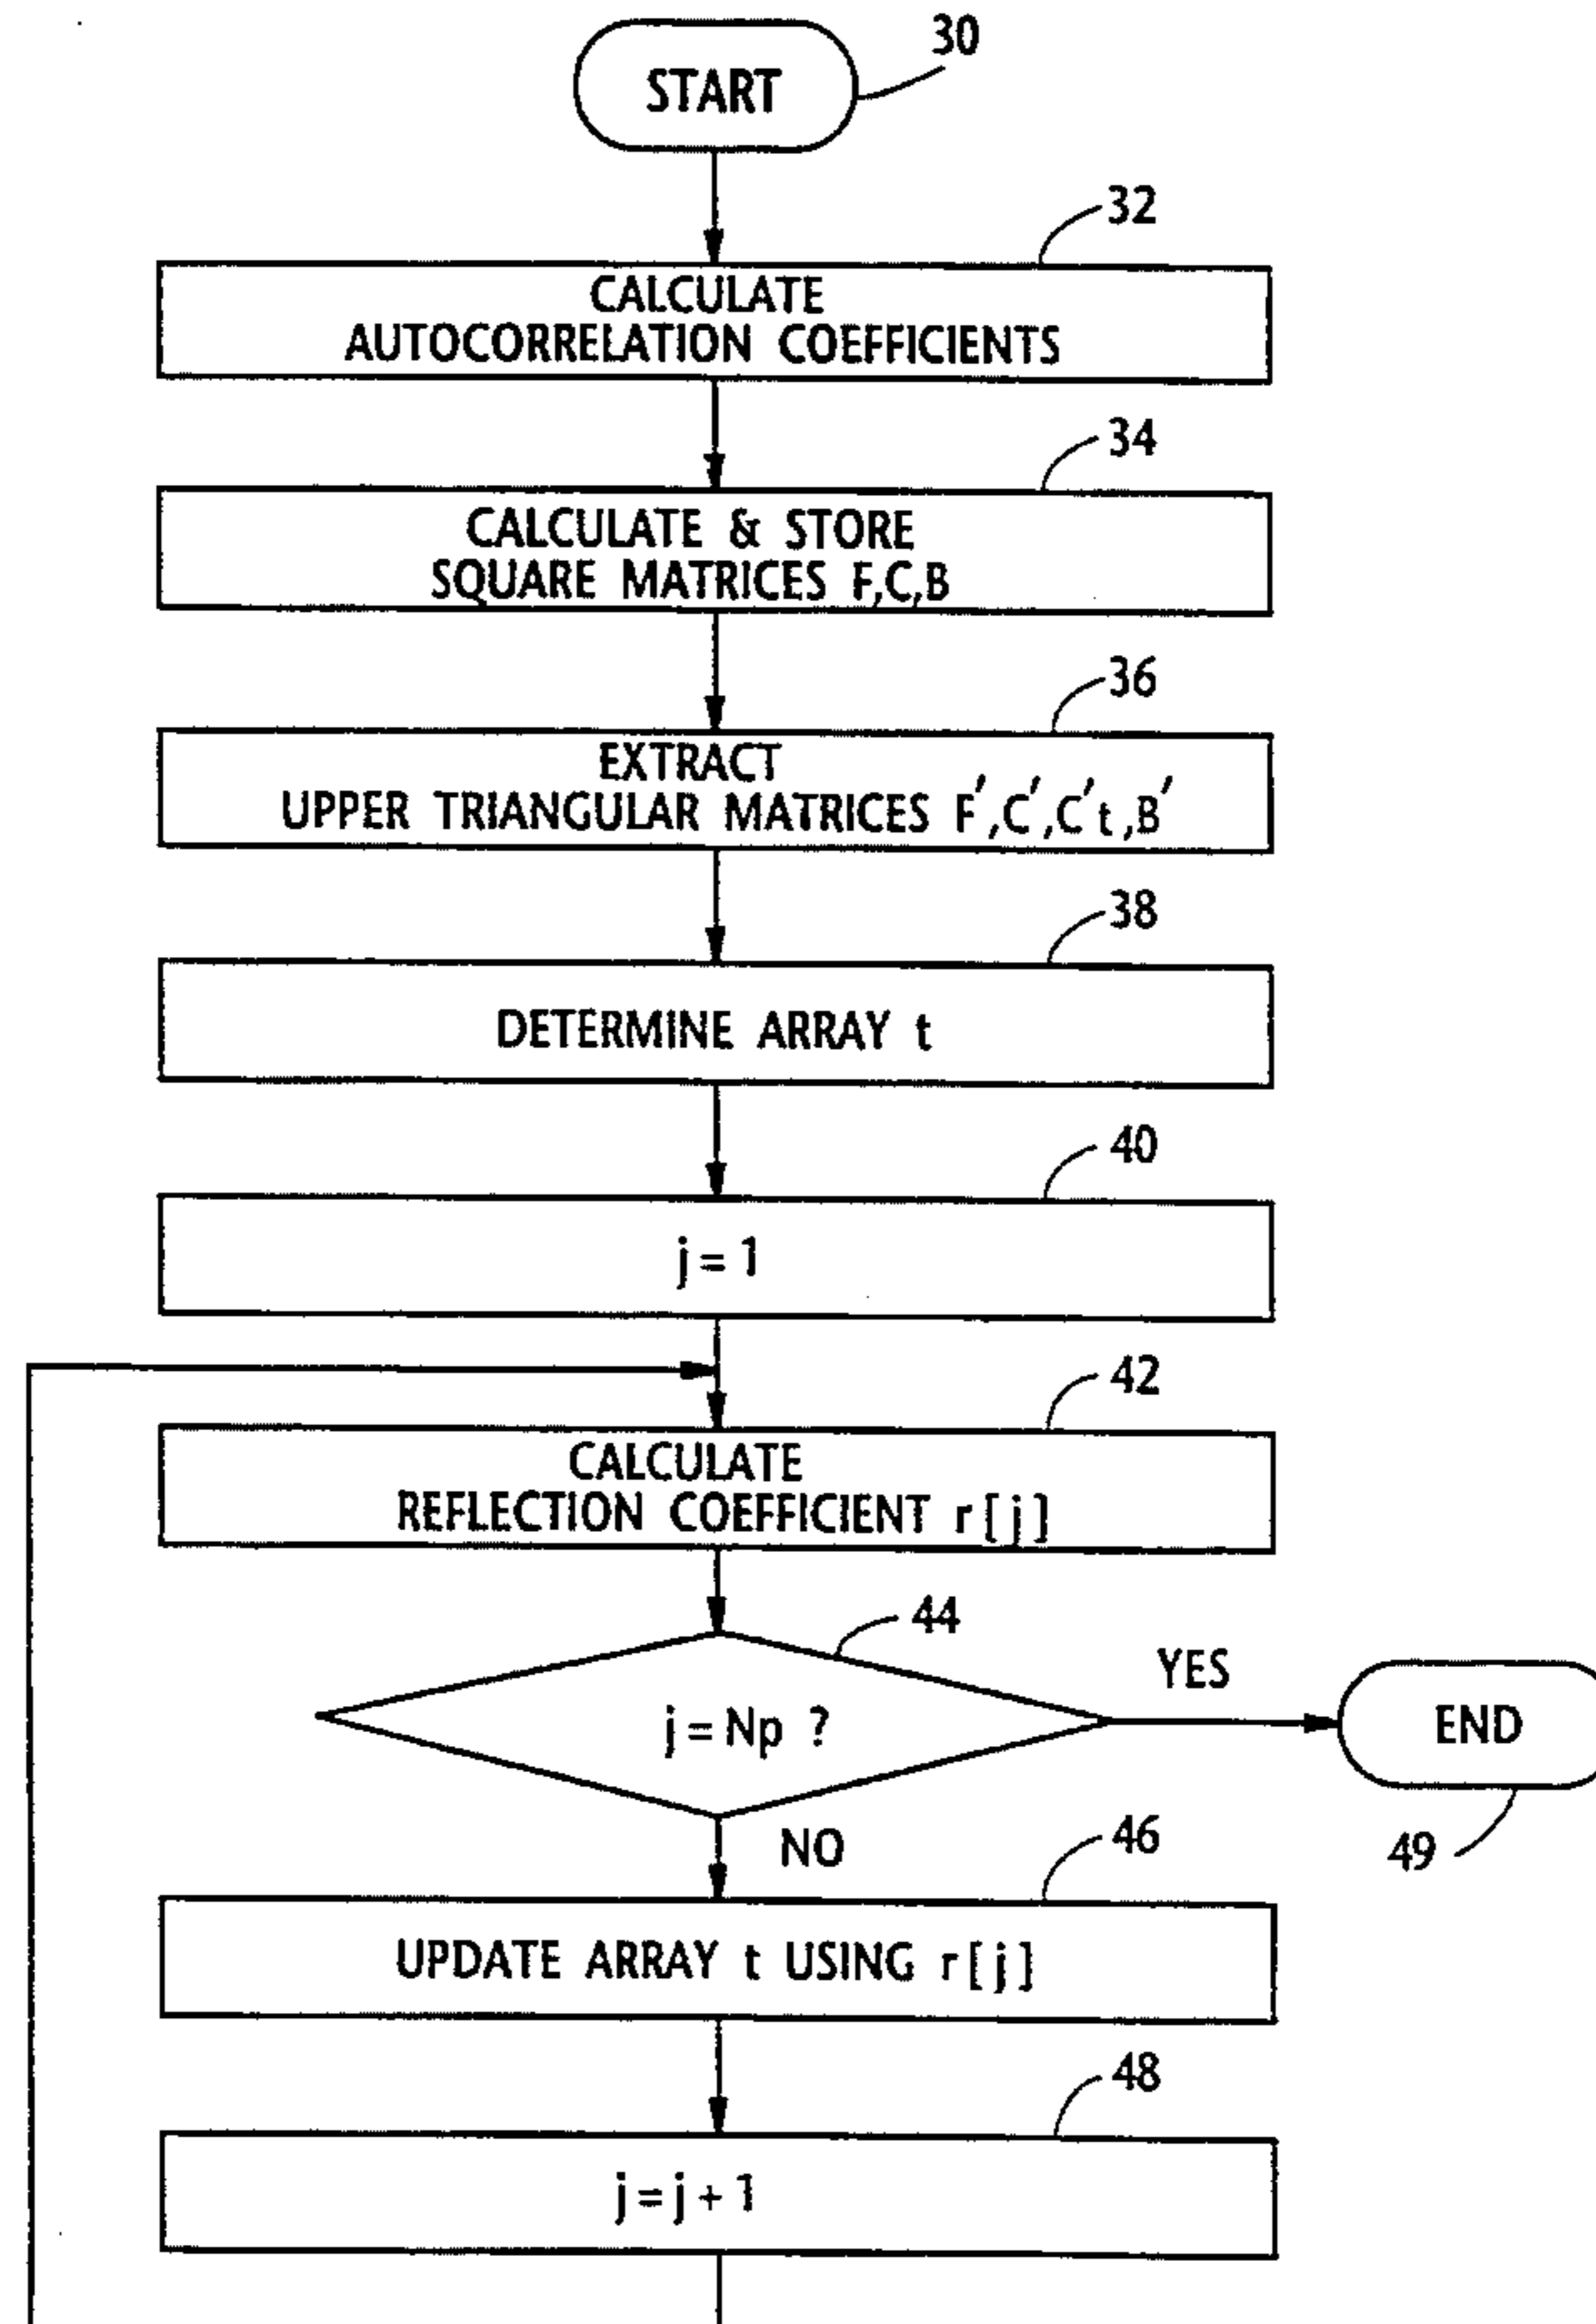 30
START
32
CALCULATE
AUTOCORRELATION COEFFICIENTS
34
CALCULATE & STORE
SQUARE MATRICES F,C,B
36
EXTRACT
UPPER TRIANGULAR MATRICES F′,C′,C′t,B′
38
DETERMINE ARRAY t
40
j = 1
42
CALCULATE
REFLECTION COEFFICIENT r[j]
44
YES
j = Np ?
END
NO
46
49
UPDATE ARRAY t USING r[j]
48
j = j + 1